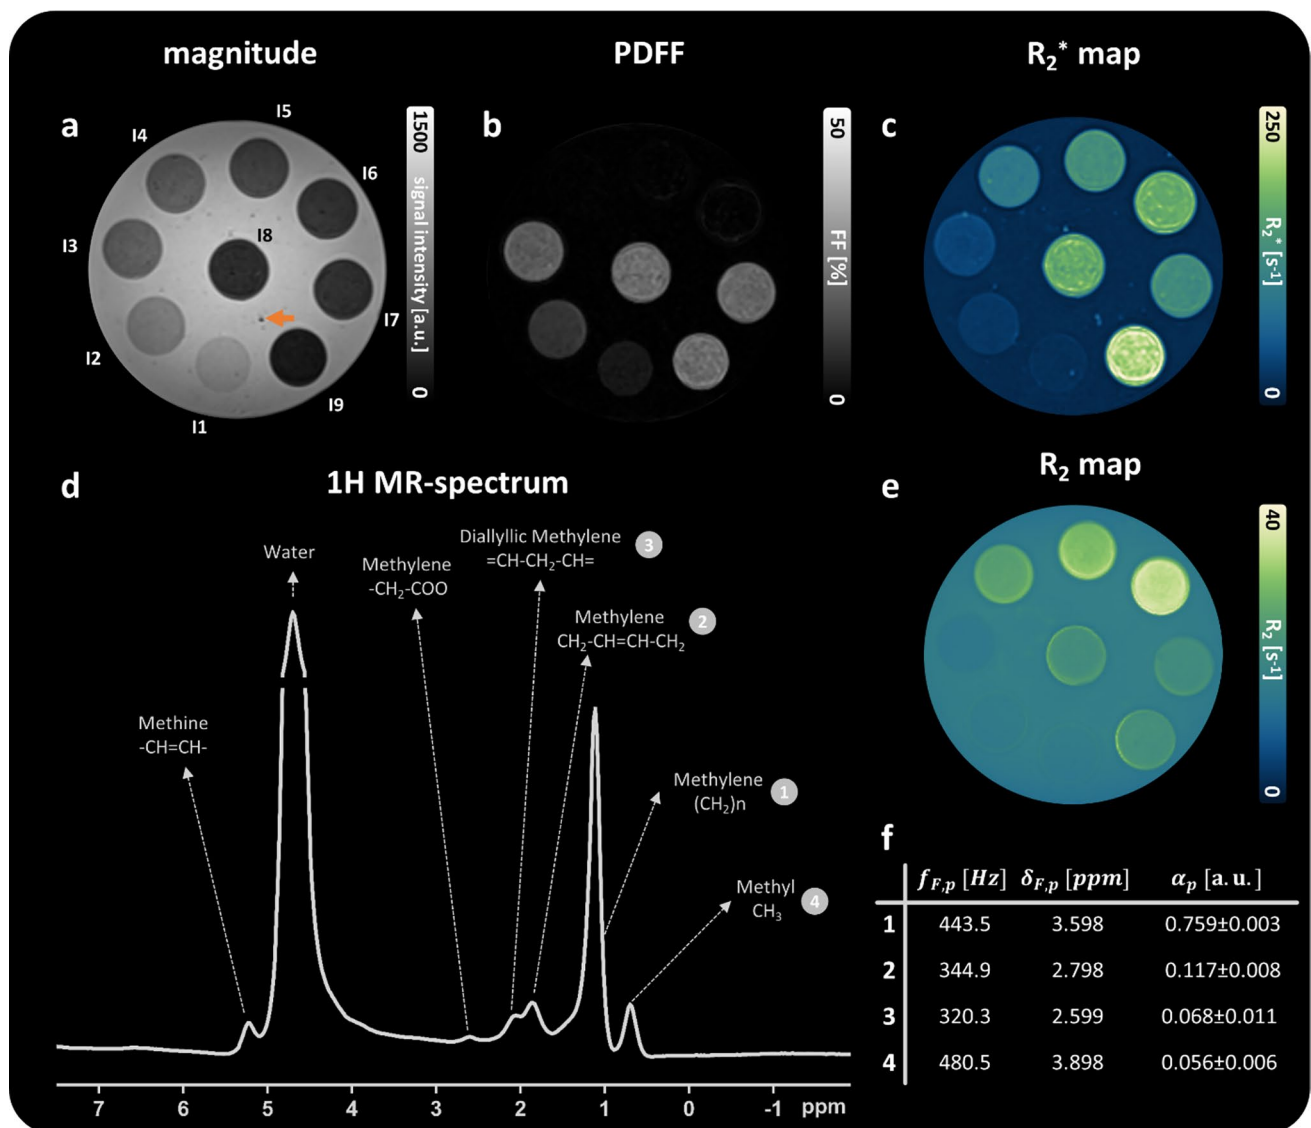 magnitude
PDFF
R₂* map
a
I5
I4
I6
I3
I8
I7
I2
I9
I1
1500
signal intensity [a.u.]
0
b
50
FF [%]
0
c
250
R₂* [s⁻¹]
0
d
1H MR-spectrum
Water
Methylene
-CH₂-COO
Diallyllic Methylene
=CH-CH₂-CH=
3
Methylene
CH₂-CH=CH-CH₂
2
Methine
-CH=CH-
Methylene
(CH₂)n
1
Methyl
CH₃
4
7 6 5 4 3 2 1 0 -1 ppm
R₂ map
e
40
R₂ [s⁻¹]
0
f
f_F,p [Hz] δ_F,p [ppm] α_p [a.u.]
1 443.5 3.598 0.759±0.003
2 344.9 2.798 0.117±0.008
3 320.3 2.599 0.068±0.011
4 480.5 3.898 0.056±0.006